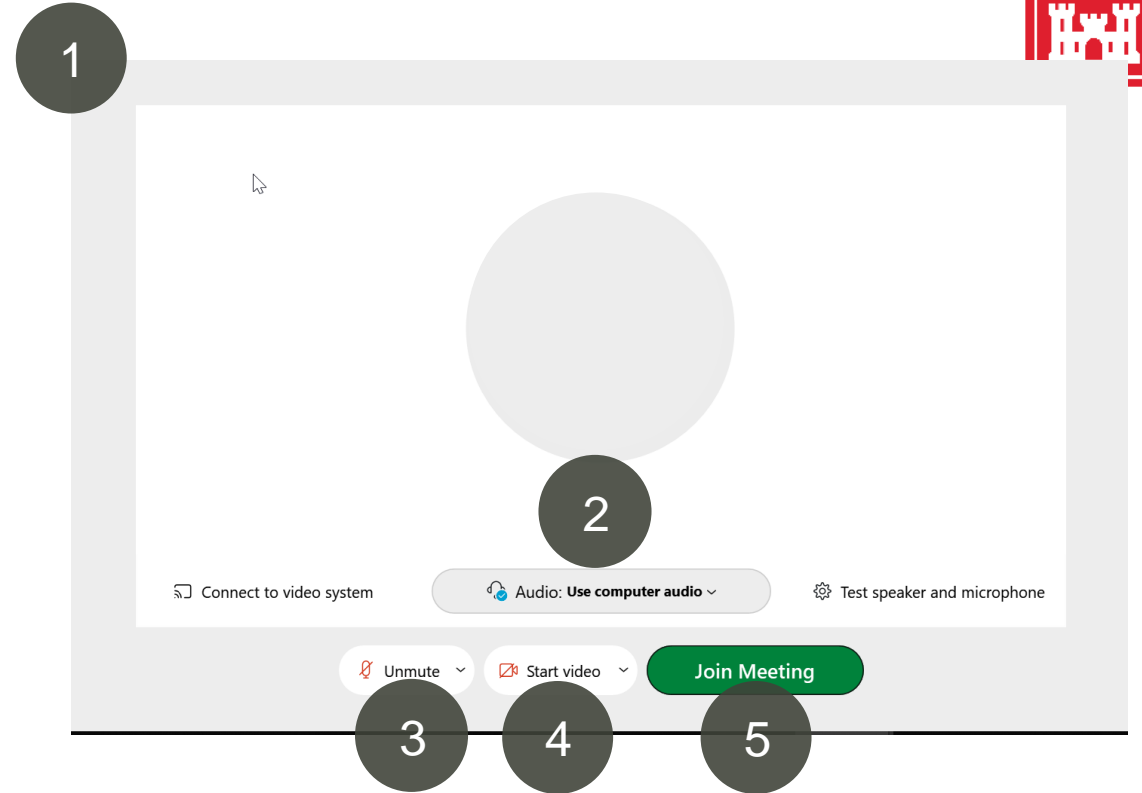 1
2
Connect to video system
Audio: Use computer audio
Test speaker and microphone
Unmute
Start video
Join Meeting
3
4
5